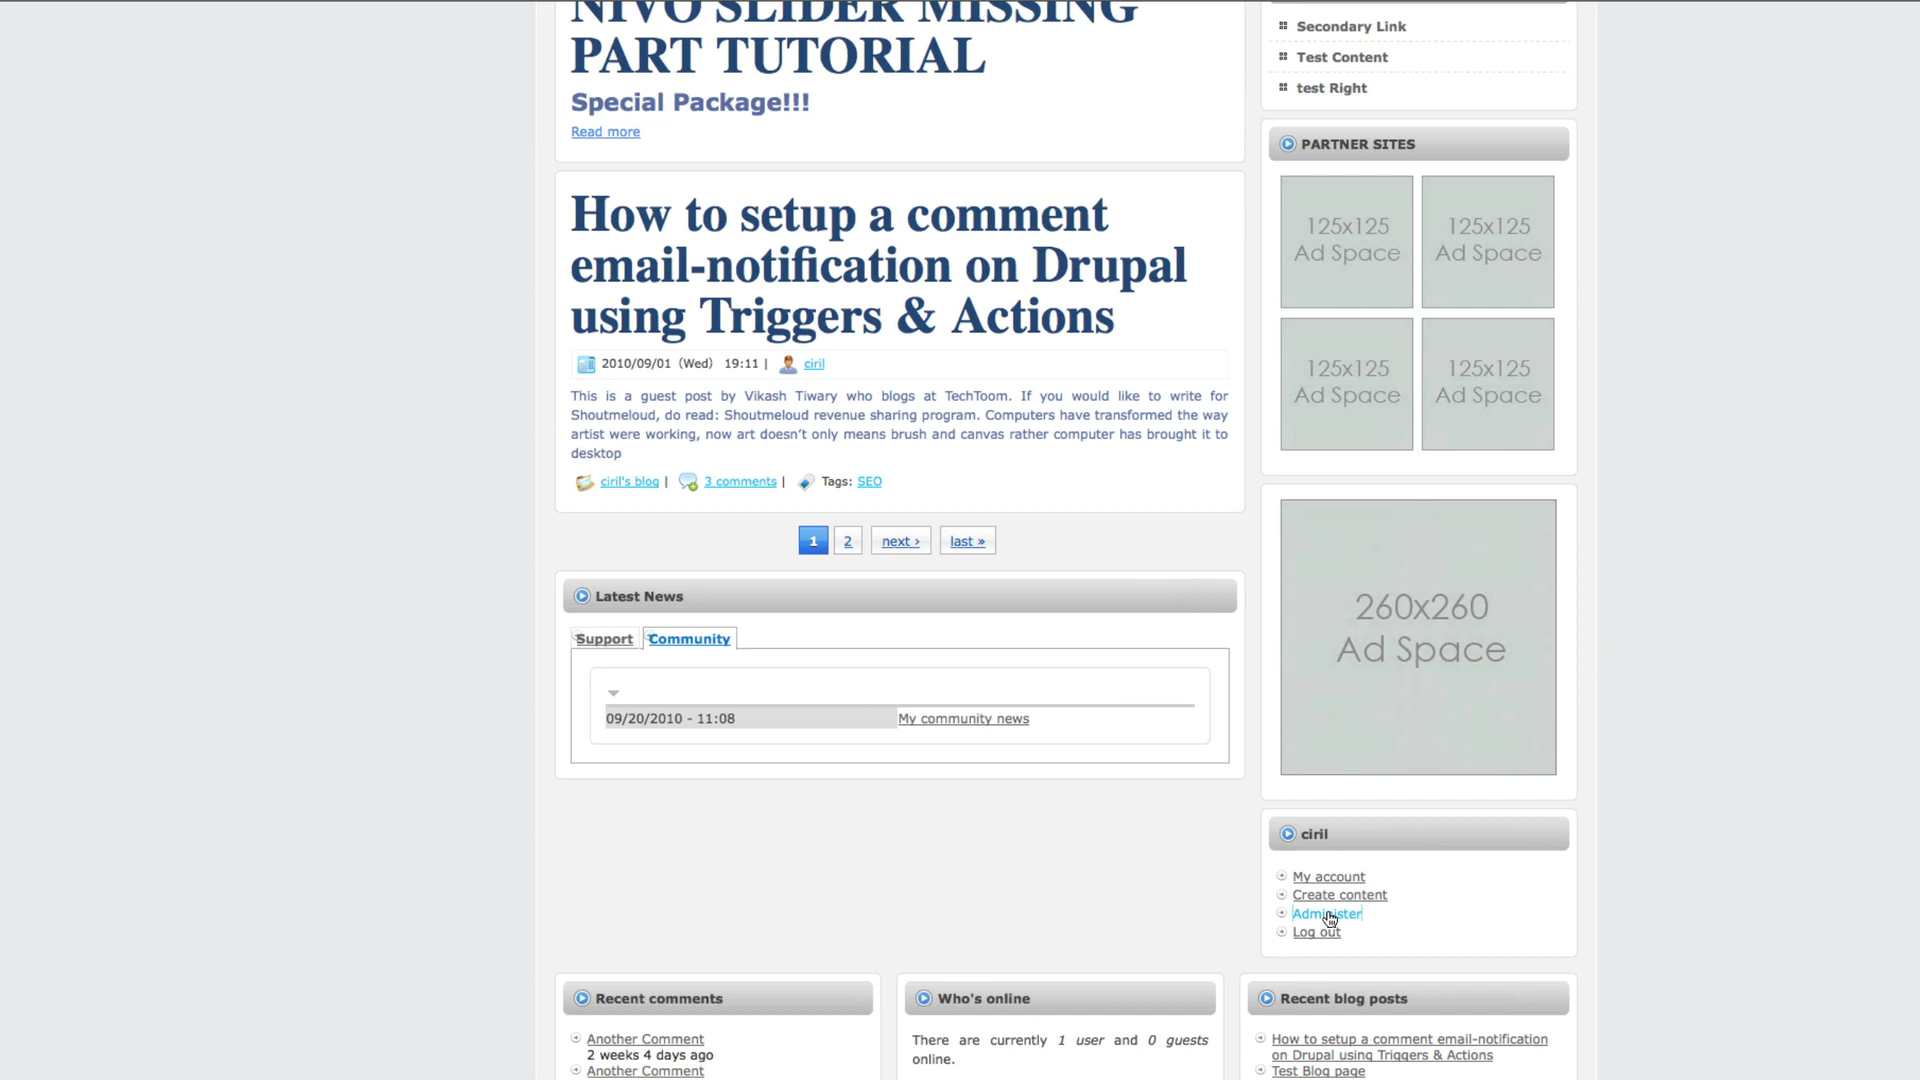 NIVO SLIDER MISSING
PART TUTORIAL
Special Package!!!
Read more
How to setup a comment
email-notification on Drupal
using Triggers & Actions
2010/09/01 (Wed) 19:11 | ciril
This is a guest post by Vikash Tiwary who blogs at TechToom. If you would like to write for
Shoutmeloud, do read: Shoutmeloud revenue sharing program. Computers have transformed the way
artist were working, now art doesn’t only means brush and canvas rather computer has brought it to
desktop
ciril's blog | 3 comments | Tags: SEO
1 2 next › last »
Latest News
Support Community
09/20/2010 - 11:08 My community news
Secondary Link
Test Content
test Right
PARTNER SITES
125x125
Ad Space
125x125
Ad Space
125x125
Ad Space
125x125
Ad Space
260x260
Ad Space
ciril
My account
Create content
Administer
Log out
Recent comments
Another Comment
2 weeks 4 days ago
Another Comment
Who's online
There are currently 1 user and 0 guests
online.
Recent blog posts
How to setup a comment email-notification
on Drupal using Triggers & Actions
Test Blog page